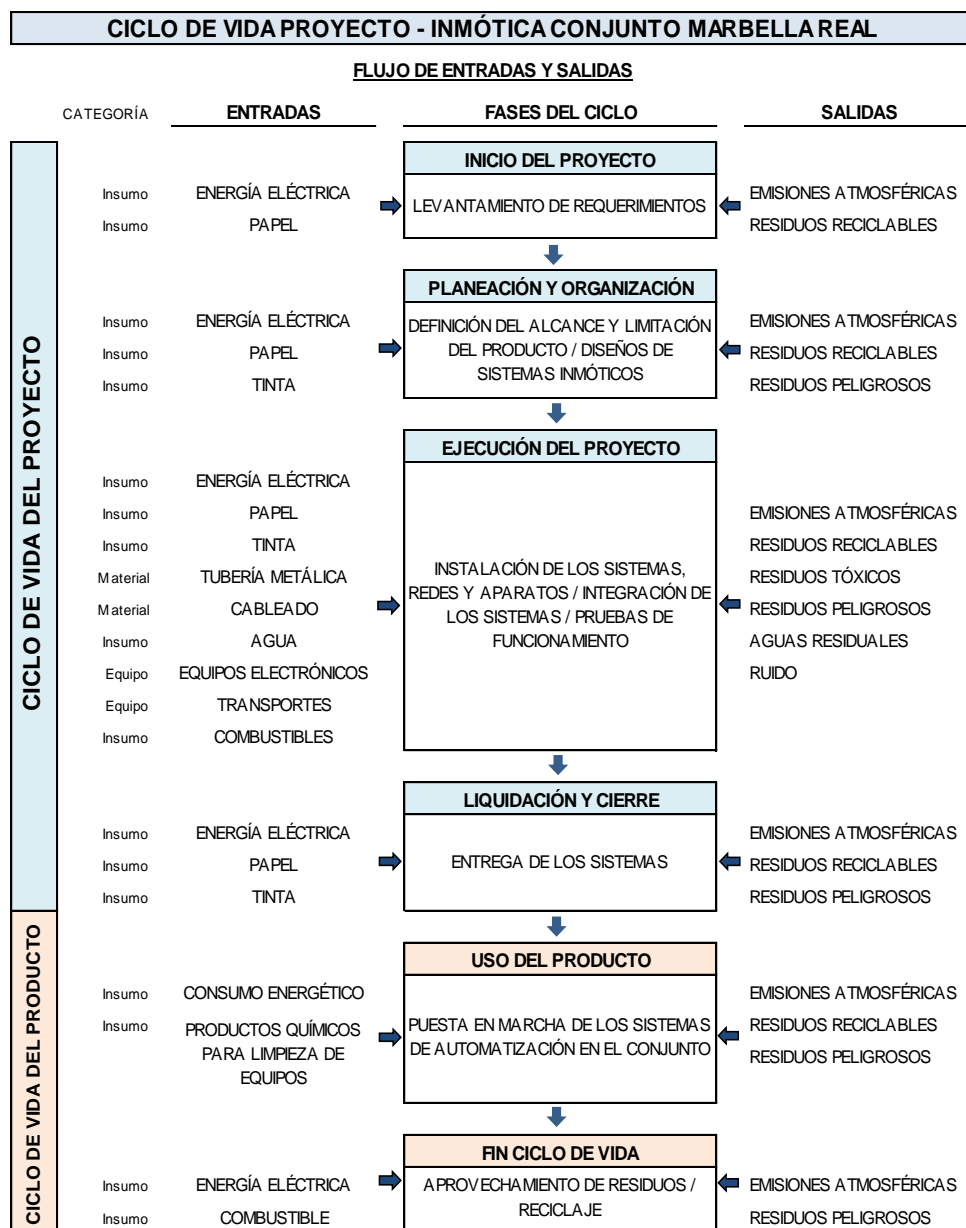 CICLO DE VIDA PROYECTO - INMÓTICA CONJUNTO MARBELLA REAL
FLUJO DE ENTRADAS Y SALIDAS
CATEGORÍA ENTRADAS FASES DEL CICLO SALIDAS
CICLO DE VIDA DEL PROYECTO
INICIO DEL PROYECTO
Insumo ENERGÍA ELÉCTRICA
Insumo PAPEL
LEVANTAMIENTO DE REQUERIMIENTOS
EMISIONES ATMOSFÉRICAS
RESIDUOS RECICLABLES
PLANEACIÓN Y ORGANIZACIÓN
Insumo ENERGÍA ELÉCTRICA
Insumo PAPEL
Insumo TINTA
DEFINICIÓN DEL ALCANCE Y LIMITACIÓN
DEL PRODUCTO / DISEÑOS DE
SISTEMAS INMÓTICOS
EMISIONES ATMOSFÉRICAS
RESIDUOS RECICLABLES
RESIDUOS PELIGROSOS
EJECUCIÓN DEL PROYECTO
Insumo ENERGÍA ELÉCTRICA
Insumo PAPEL
Insumo TINTA
Material TUBERÍA METÁLICA
Material CABLEADO
Insumo AGUA
Equipo EQUIPOS ELECTRÓNICOS
Equipo TRANSPORTES
Insumo COMBUSTIBLES
INSTALACIÓN DE LOS SISTEMAS,
REDES Y APARATOS / INTEGRACIÓN DE
LOS SISTEMAS / PRUEBAS DE
FUNCIONAMIENTO
EMISIONES ATMOSFÉRICAS
RESIDUOS RECICLABLES
RESIDUOS TÓXICOS
RESIDUOS PELIGROSOS
AGUAS RESIDUALES
RUIDO
LIQUIDACIÓN Y CIERRE
Insumo ENERGÍA ELÉCTRICA
Insumo PAPEL
Insumo TINTA
ENTREGA DE LOS SISTEMAS
EMISIONES ATMOSFÉRICAS
RESIDUOS RECICLABLES
RESIDUOS PELIGROSOS
CICLO DE VIDA DEL PRODUCTO
USO DEL PRODUCTO
Insumo CONSUMO ENERGÉTICO
Insumo PRODUCTOS QUÍMICOS
PARA LIMPIEZA DE
EQUIPOS
PUESTA EN MARCHA DE LOS SISTEMAS
DE AUTOMATIZACIÓN EN EL CONJUNTO
EMISIONES ATMOSFÉRICAS
RESIDUOS RECICLABLES
RESIDUOS PELIGROSOS
FIN CICLO DE VIDA
Insumo ENERGÍA ELÉCTRICA
Insumo COMBUSTIBLE
APROVECHAMIENTO DE RESIDUOS /
RECICLAJE
EMISIONES ATMOSFÉRICAS
RESIDUOS PELIGROSOS